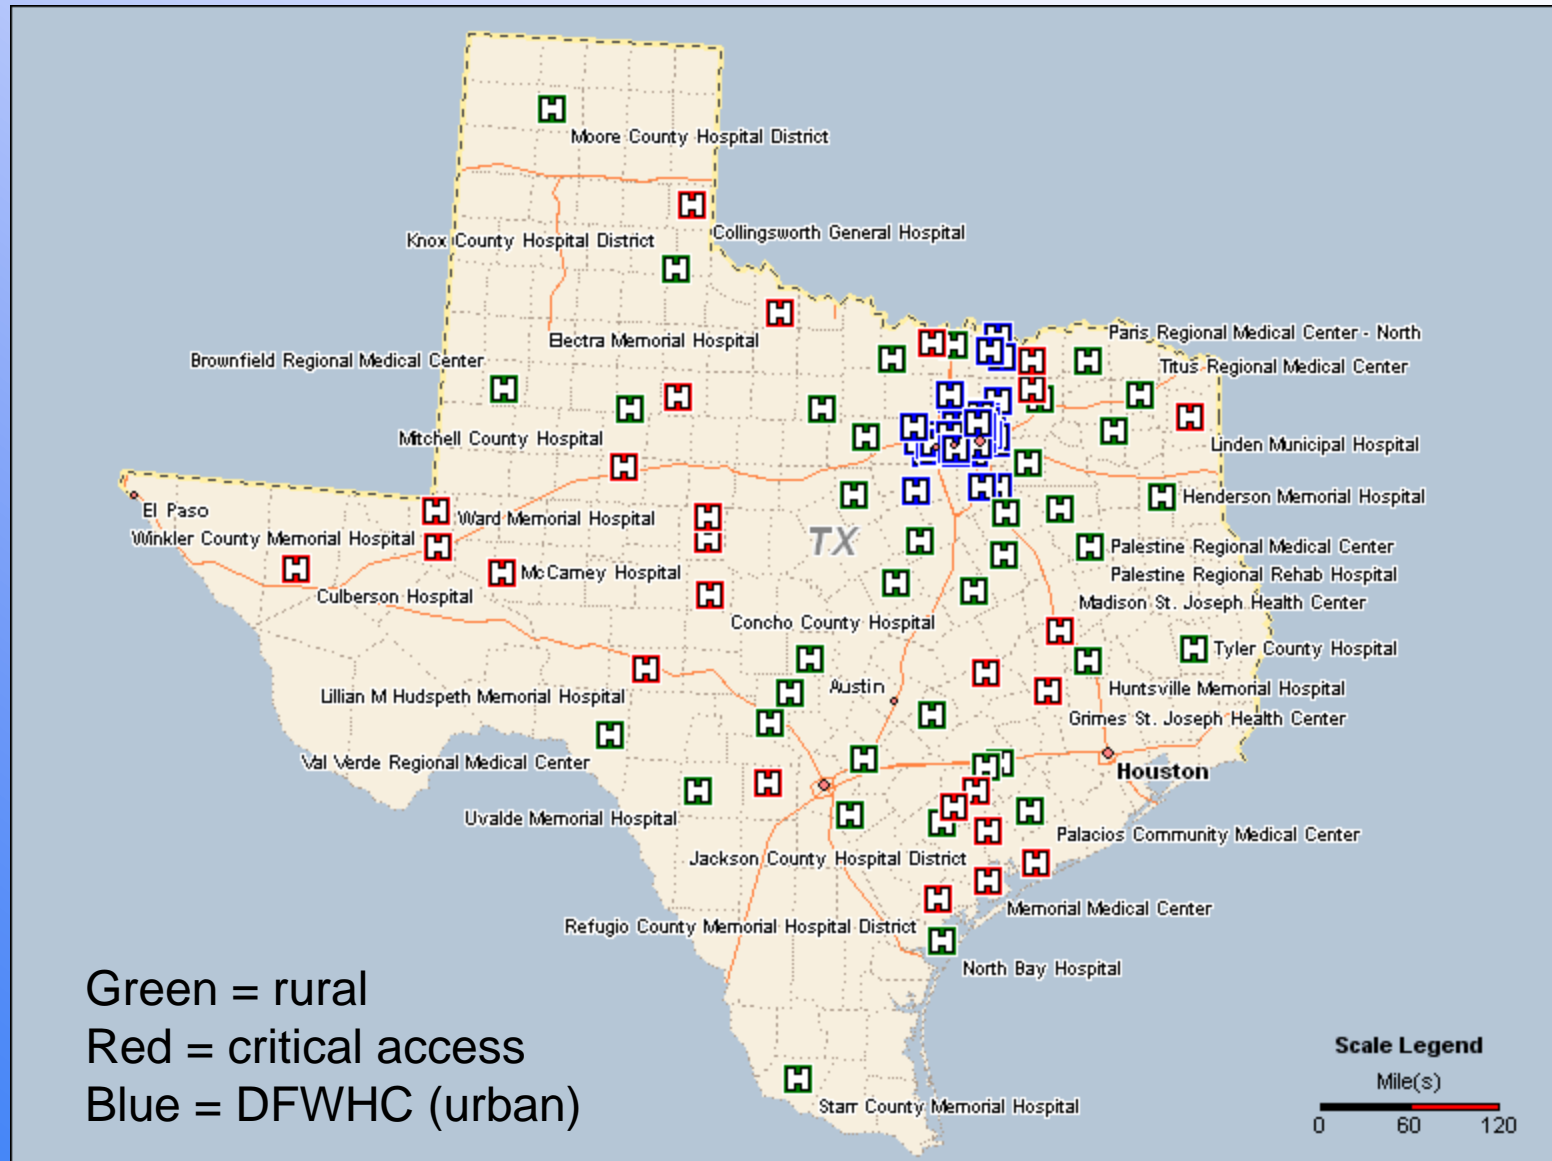 Moore County Hospital District
Collingsworth General Hospital
Knox County Hospital District
Electra Memorial Hospital
Paris Regional Medical Center - North
Brownfield Regional Medical Center
Titus Regional Medical Center
Mitchell County Hospital
Linden Municipal Hospital
Henderson Memorial Hospital
El Paso
Ward Memorial Hospital
Winkler County Memorial Hospital
TX
Palestine Regional Medical Center
McCamey Hospital
Palestine Regional Rehab Hospital
Culberson Hospital
Madison St. Joseph Health Center
Concho County Hospital
Tyler County Hospital
Lillian M Hudspeth Memorial Hospital
Austin
Huntsville Memorial Hospital
Grimes St. Joseph Health Center
Val Verde Regional Medical Center
Houston
Uvalde Memorial Hospital
Palacios Community Medical Center
Jackson County Hospital District
Memorial Medical Center
Refugio County Memorial Hospital District
North Bay Hospital
Green = rural
Red = critical access
Blue = DFWHC (urban)
Starr County Memorial Hospital
Scale Legend
Mile(s)
0 60 120